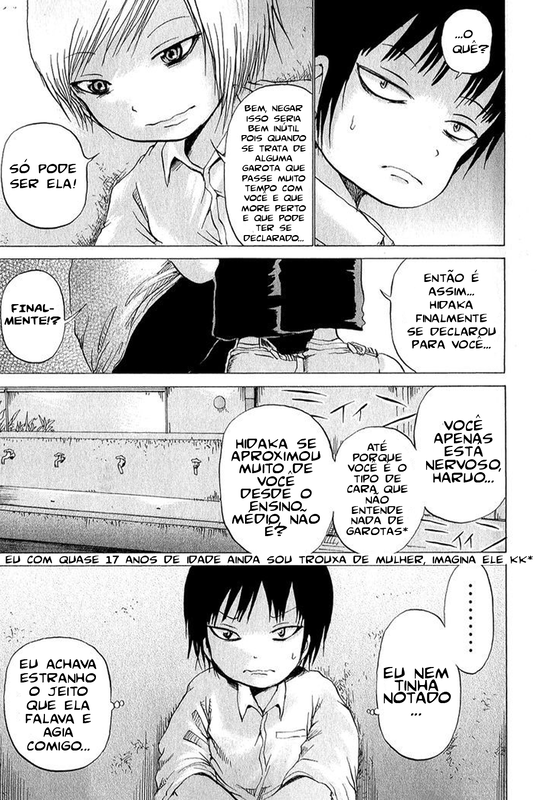 ...O
QUÊ?
BEM, NEGAR
ISSO SERIA
BEM INÚTIL
POIS QUANDO
SE TRATA DE
ALGUMA
GAROTA QUE
PASSE MUITO
TEMPO COM
VOCÊ E QUE
MORE PERTO
E QUE PODE
TER SE
DECLARADO...
SÓ PODE
SER ELA!
ENTÃO É
ASSIM...
HIDAKA
FINALMENTE
SE DECLAROU
PARA VOCÊ...
FINAL-
MENTE!?
VOCÊ
APENAS
ESTÁ
NERVOSO,
HARUO...
ATÉ
PORQUE
VOCÊ É O
TIPO DE
CARA QUE
NÃO
ENTENDE
NADA DE
GAROTAS*
HIDAKA SE
APROXIMOU
MUITO DE
VOCÊ
DESDE O
ENSINO
MÉDIO, NÃO
É?
EU COM QUASE 17 ANOS DE IDADE AINDA SOU TROUXA DE MULHER, IMAGINA ELE KK*
........
EU NEM
TINHA
NOTADO
...
EU ACHAVA
ESTRANHO
O JEITO
QUE ELA
FALAVA E
AGIA
COMIGO...